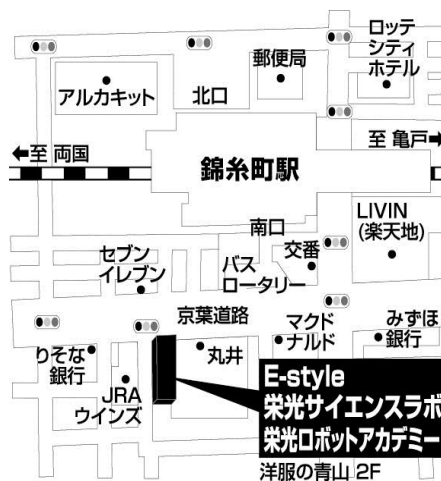 ロッテ
シティ
ホテル
郵便局
アルカキット
北口
←至 両国
至 亀戸→
錦糸町駅
南口
LIVIN
(楽天地)
交番
セブン
イレブン
バス
ロータリー
京葉道路
マクド
ナルド
みずほ
銀行
りそな
銀行
丸井
JRA
ウインズ
E-style
栄光サイエンスラボ
栄光ロボットアカデミー
洋服の青山 2F